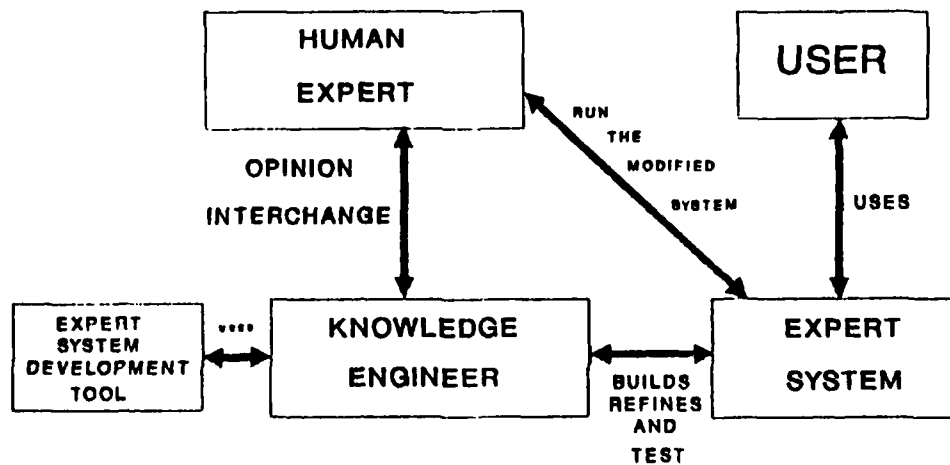 HUMAN
EXPERT
USER
RUN
THE
MODIFIED
SYSTEM
OPINION
INTERCHANGE
USES
EXPERT
SYSTEM
DEVELOPMENT
TOOL
KNOWLEDGE
ENGINEER
BUILDS
REFINES
AND
TEST
EXPERT
SYSTEM